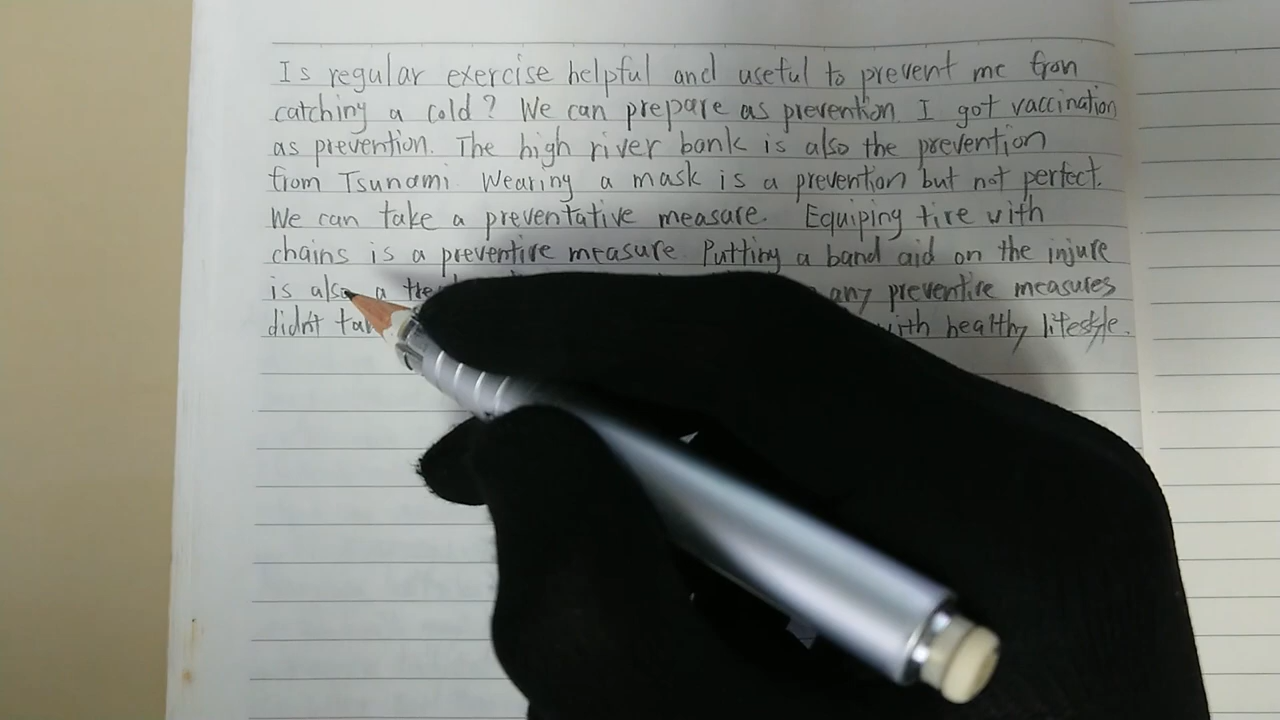 Is regular exercise helpful and useful to prevent me from
catching a cold? We can prepare as prevention. I got vaccination
as prevention. The high river bank is also the prevention
from Tsunami. Wearing a mask is a prevention but not perfect.
We can take a preventative measure. Equiping tire with
chains is a preventive measure. Putting a band aid on the injure
is also a any preventive measures
didn't with healthy lifestyle.